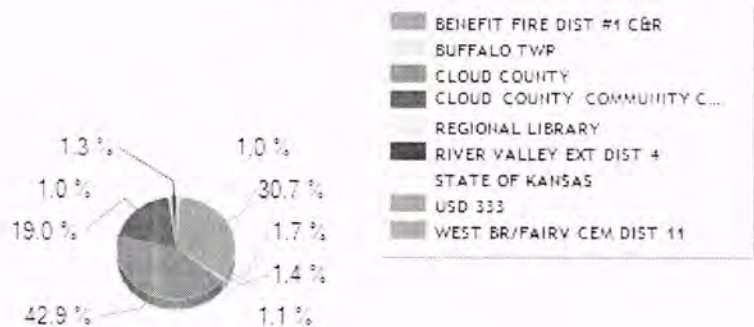 BENEFIT FIRE DIST #1 C&R
BUFFALO TWP
CLOUD COUNTY
CLOUD COUNTY COMMUNITY C...
REGIONAL LIBRARY
RIVER VALLEY EXT DIST 4
STATE OF KANSAS
USD 333
WEST BR/FAIRV CEM DIST 11
1.3 %
1.0 %
1.0 %
30.7 %
19.0 %
1.7 %
1.4 %
42.9 %
1.1 %